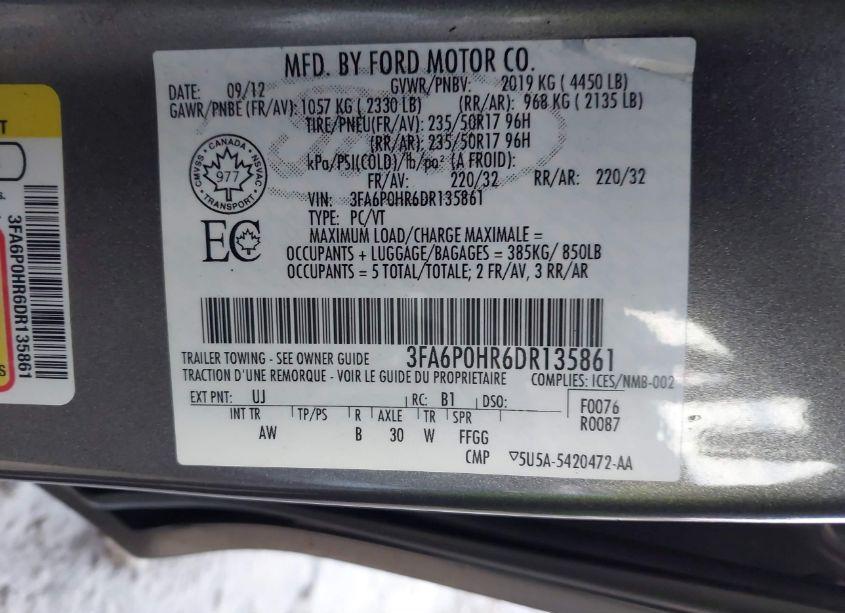 MFD. BY FORD MOTOR CO.
DATE: 09/12 GVWR/PNBV: 2019 KG ( 4450 LB)
GAWR/PNBE (FR/AV): 1057 KG ( 2330 LB) (RR/AR): 968 KG ( 2135 LB)
TIRE/PNEU(FR/AV): 235/50R17 96H
(RR/AR): 235/50R17 96H
kPa/PSI(COLD)/lb/po² (A FROID):
FR/AV: 220/32 RR/AR: 220/32
VIN: 3FA6P0HR6DR135861
TYPE: PC/VT
MAXIMUM LOAD/CHARGE MAXIMALE =
OCCUPANTS + LUGGAGE/BAGAGES = 385KG/ 850LB
OCCUPANTS = 5 TOTAL/TOTALE; 2 FR/AV, 3 RR/AR
CANADA
CMVSS 977 NSVAC
TRANSPORT
EC
3FA6P0HR6DR135861
TRAILER TOWING - SEE OWNER GUIDE
TRACTION D'UNE REMORQUE - VOIR LE GUIDE DU PROPRIETAIRE
COMPLIES: ICES/NMB-002
EXT PNT: UJ RC: B1 DSO:
F0076
R0087
INT TR TP/PS R AXLE TR SPR
AW B 30 W FFGG
CMP ▽5U5A-5420472-AA
3FA6P0HR6DR135861